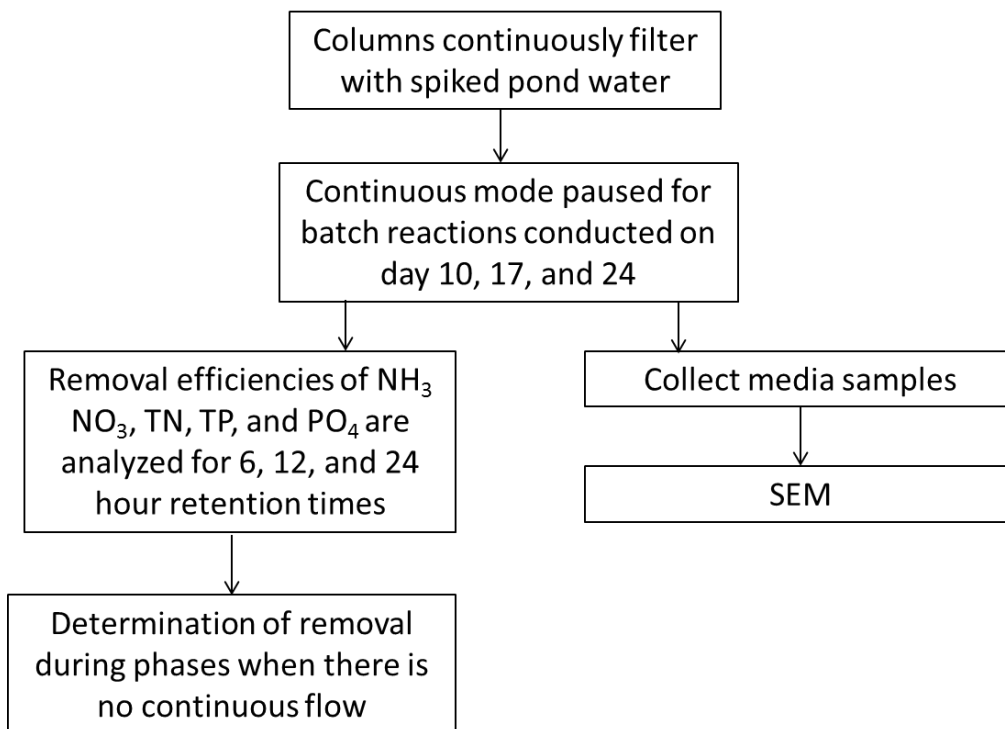 Columns continuously filter
with spiked pond water
Continuous mode paused for
batch reactions conducted on
day 10, 17, and 24
Removal efficiencies of NH₃
NO₃, TN, TP, and PO₄ are
analyzed for 6, 12, and 24
hour retention times
Collect media samples
SEM
Determination of removal
during phases when there is
no continuous flow